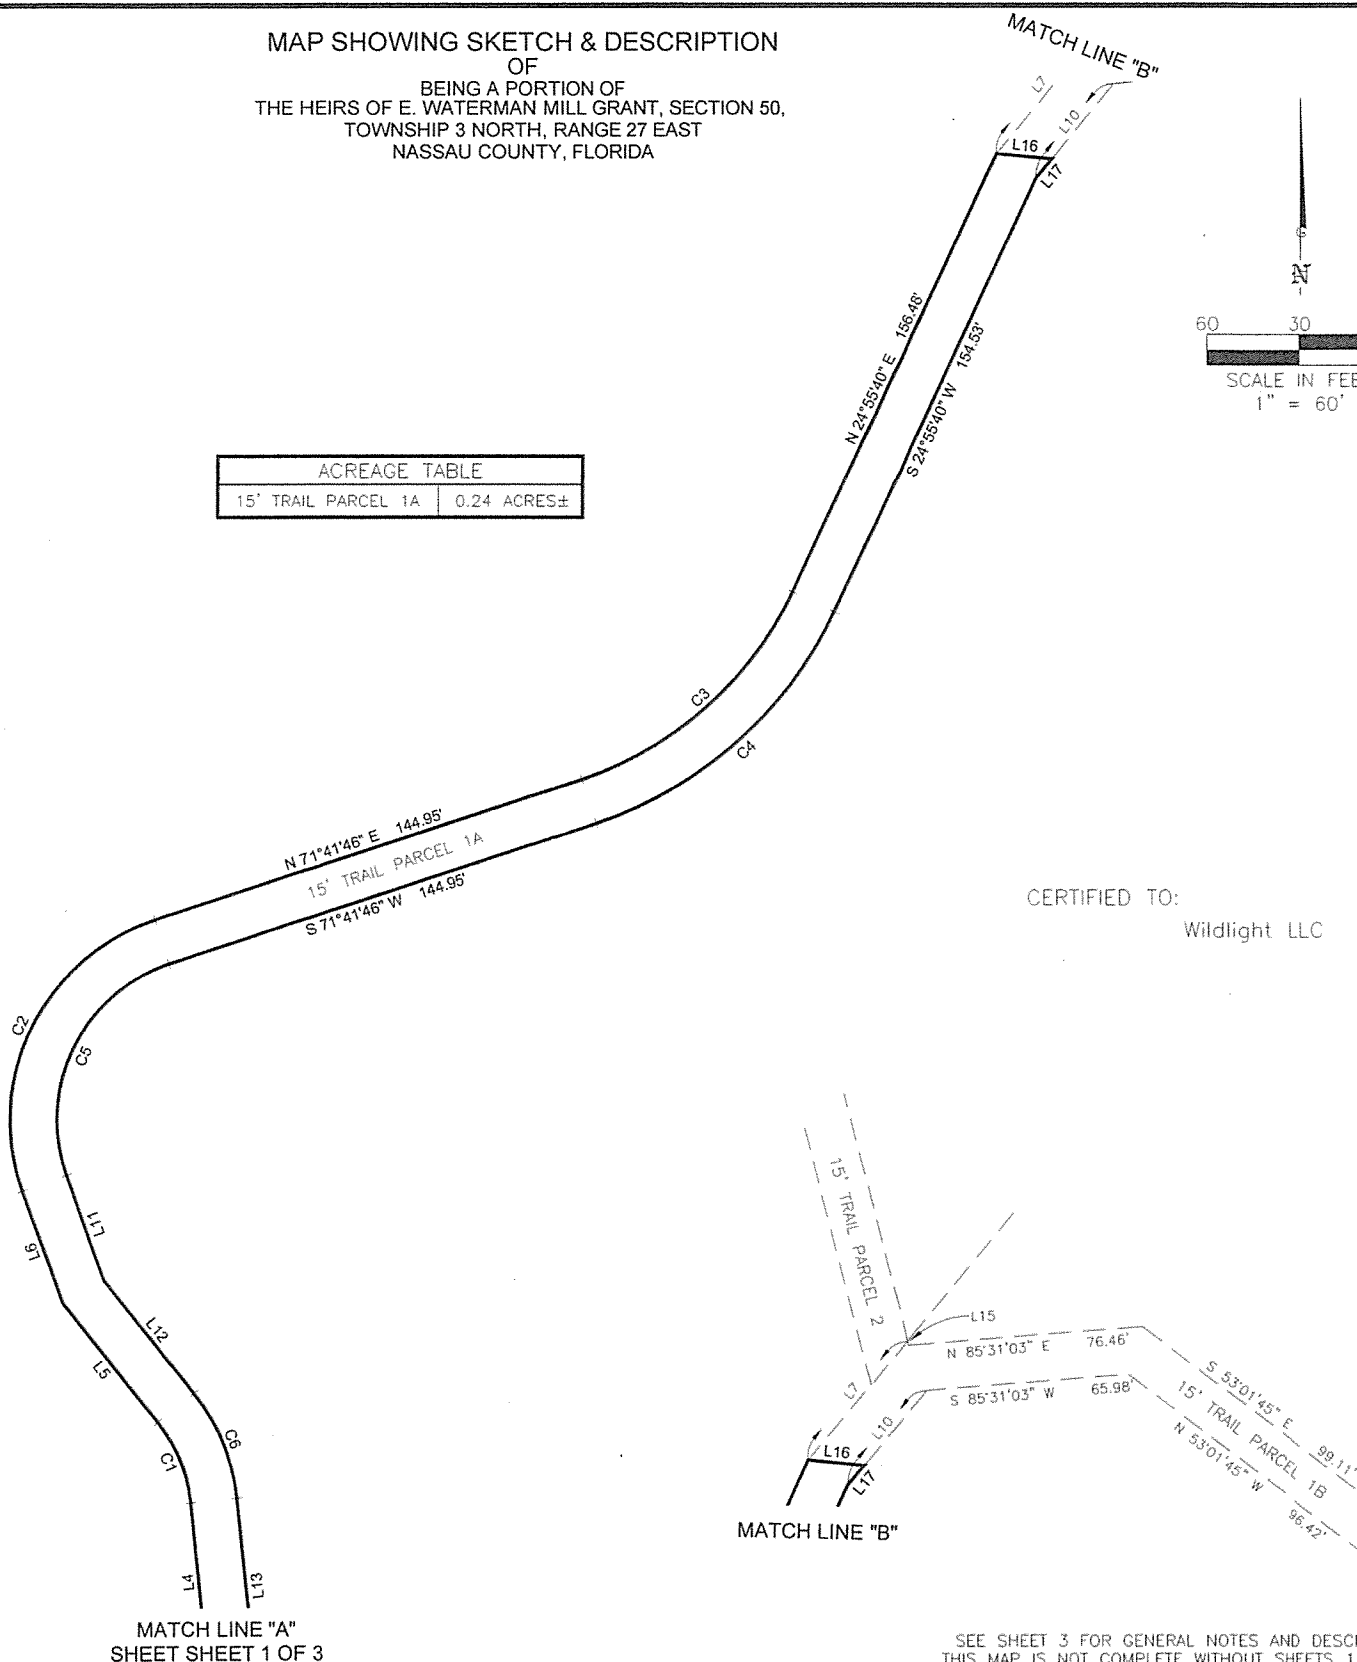 MAP SHOWING SKETCH & DESCRIPTION
OF
BEING A PORTION OF
THE HEIRS OF E. WATERMAN MILL GRANT, SECTION 50,
TOWNSHIP 3 NORTH, RANGE 27 EAST
NASSAU COUNTY, FLORIDA
MATCH LINE "B"
L7
L10
L16
L17
G
N
60 30
SCALE IN FEE
1" = 60'
N 24°55'40" E 156.48'
S 24°55'40" W 154.53'
ACREAGE TABLE
15' TRAIL PARCEL 1A 0.24 ACRES±
C3
C4
N 71°41'46" E 144.95'
15' TRAIL PARCEL 1A
S 71°41'46" W 144.95'
CERTIFIED TO:
Wildlight LLC
C2
C5
L11
L6
L12
L5
C6
C1
L4
L13
MATCH LINE "A"
SHEET SHEET 1 OF 3
15' TRAIL PARCEL 2
L15
N 85°31'03" E 76.46'
S 85°31'03" W 65.98'
S 53°01'45" E 99.11'
15' TRAIL PARCEL 1B
N 53°01'45" W 96.42'
L7
L10
L16
L17
MATCH LINE "B"
SEE SHEET 3 FOR GENERAL NOTES AND DESC
THIS MAP IS NOT COMPLETE WITHOUT SHEETS 1